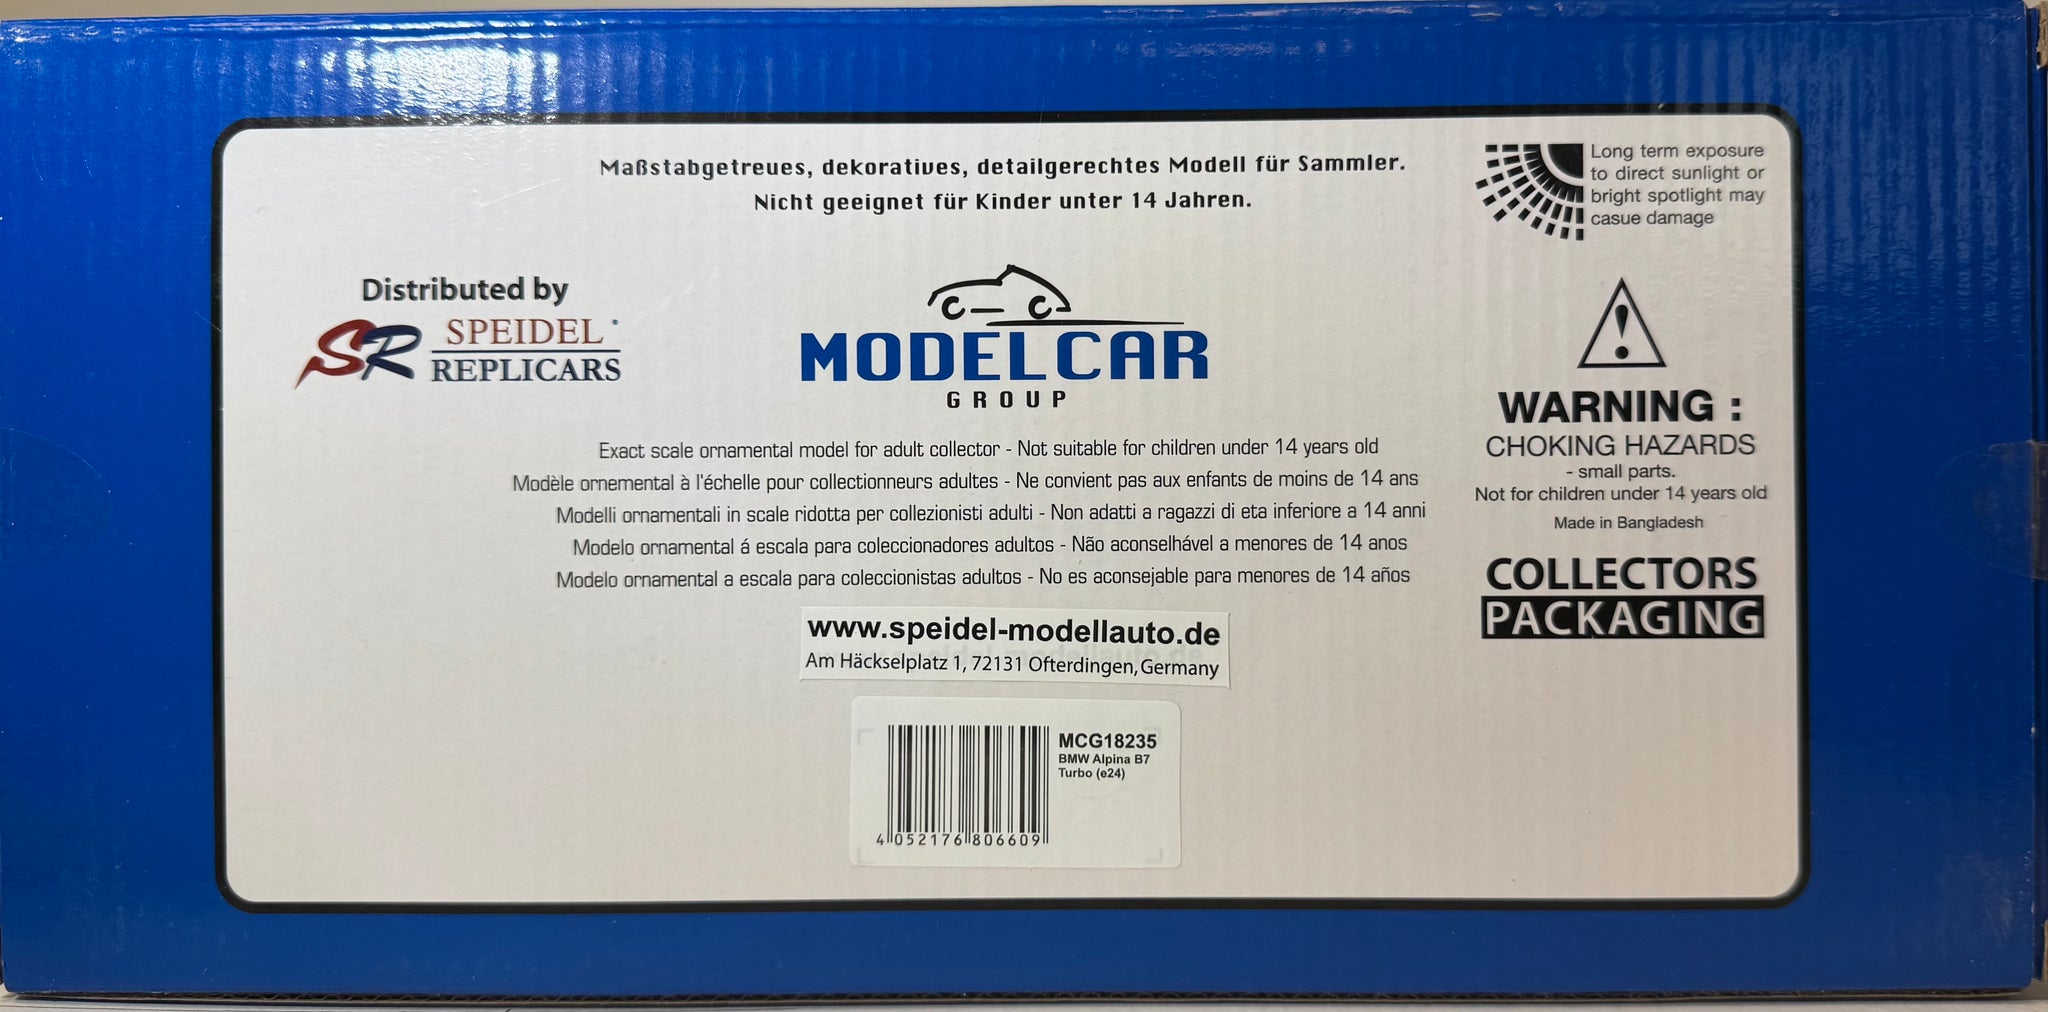 Maßstabgetreues, dekoratives, detailgerechtes Modell für Sammler.
Nicht geeignet für Kinder unter 14 Jahren.
Long term exposure
to direct sunlight or
bright spotlight may
casue damage
Distributed by
SR SPEIDEL
REPLICARS
MODELCAR
GROUP
WARNING :
CHOKING HAZARDS
- small parts.
Not for children under 14 years old
Made in Bangladesh
COLLECTORS
PACKAGING
Exact scale ornamental model for adult collector - Not suitable for children under 14 years old
Modèle ornemental à l'échelle pour collectionneurs adultes - Ne convient pas aux enfants de moins de 14 ans
Modelli ornamentali in scale ridotta per collezionisti adulti - Non adatti a ragazzi di eta inferiore a 14 anni
Modelo ornamental á escala para coleccionadores adultos - Não aconselhável a menores de 14 anos
Modelo ornamental a escala para coleccionistas adultos - No es aconsejable para menores de 14 años
www.speidel-modellauto.de
Am Häckselplatz 1, 72131 Ofterdingen, Germany
MCG18235
BMW Alpina B7
Turbo (e24)
4 052176 806609